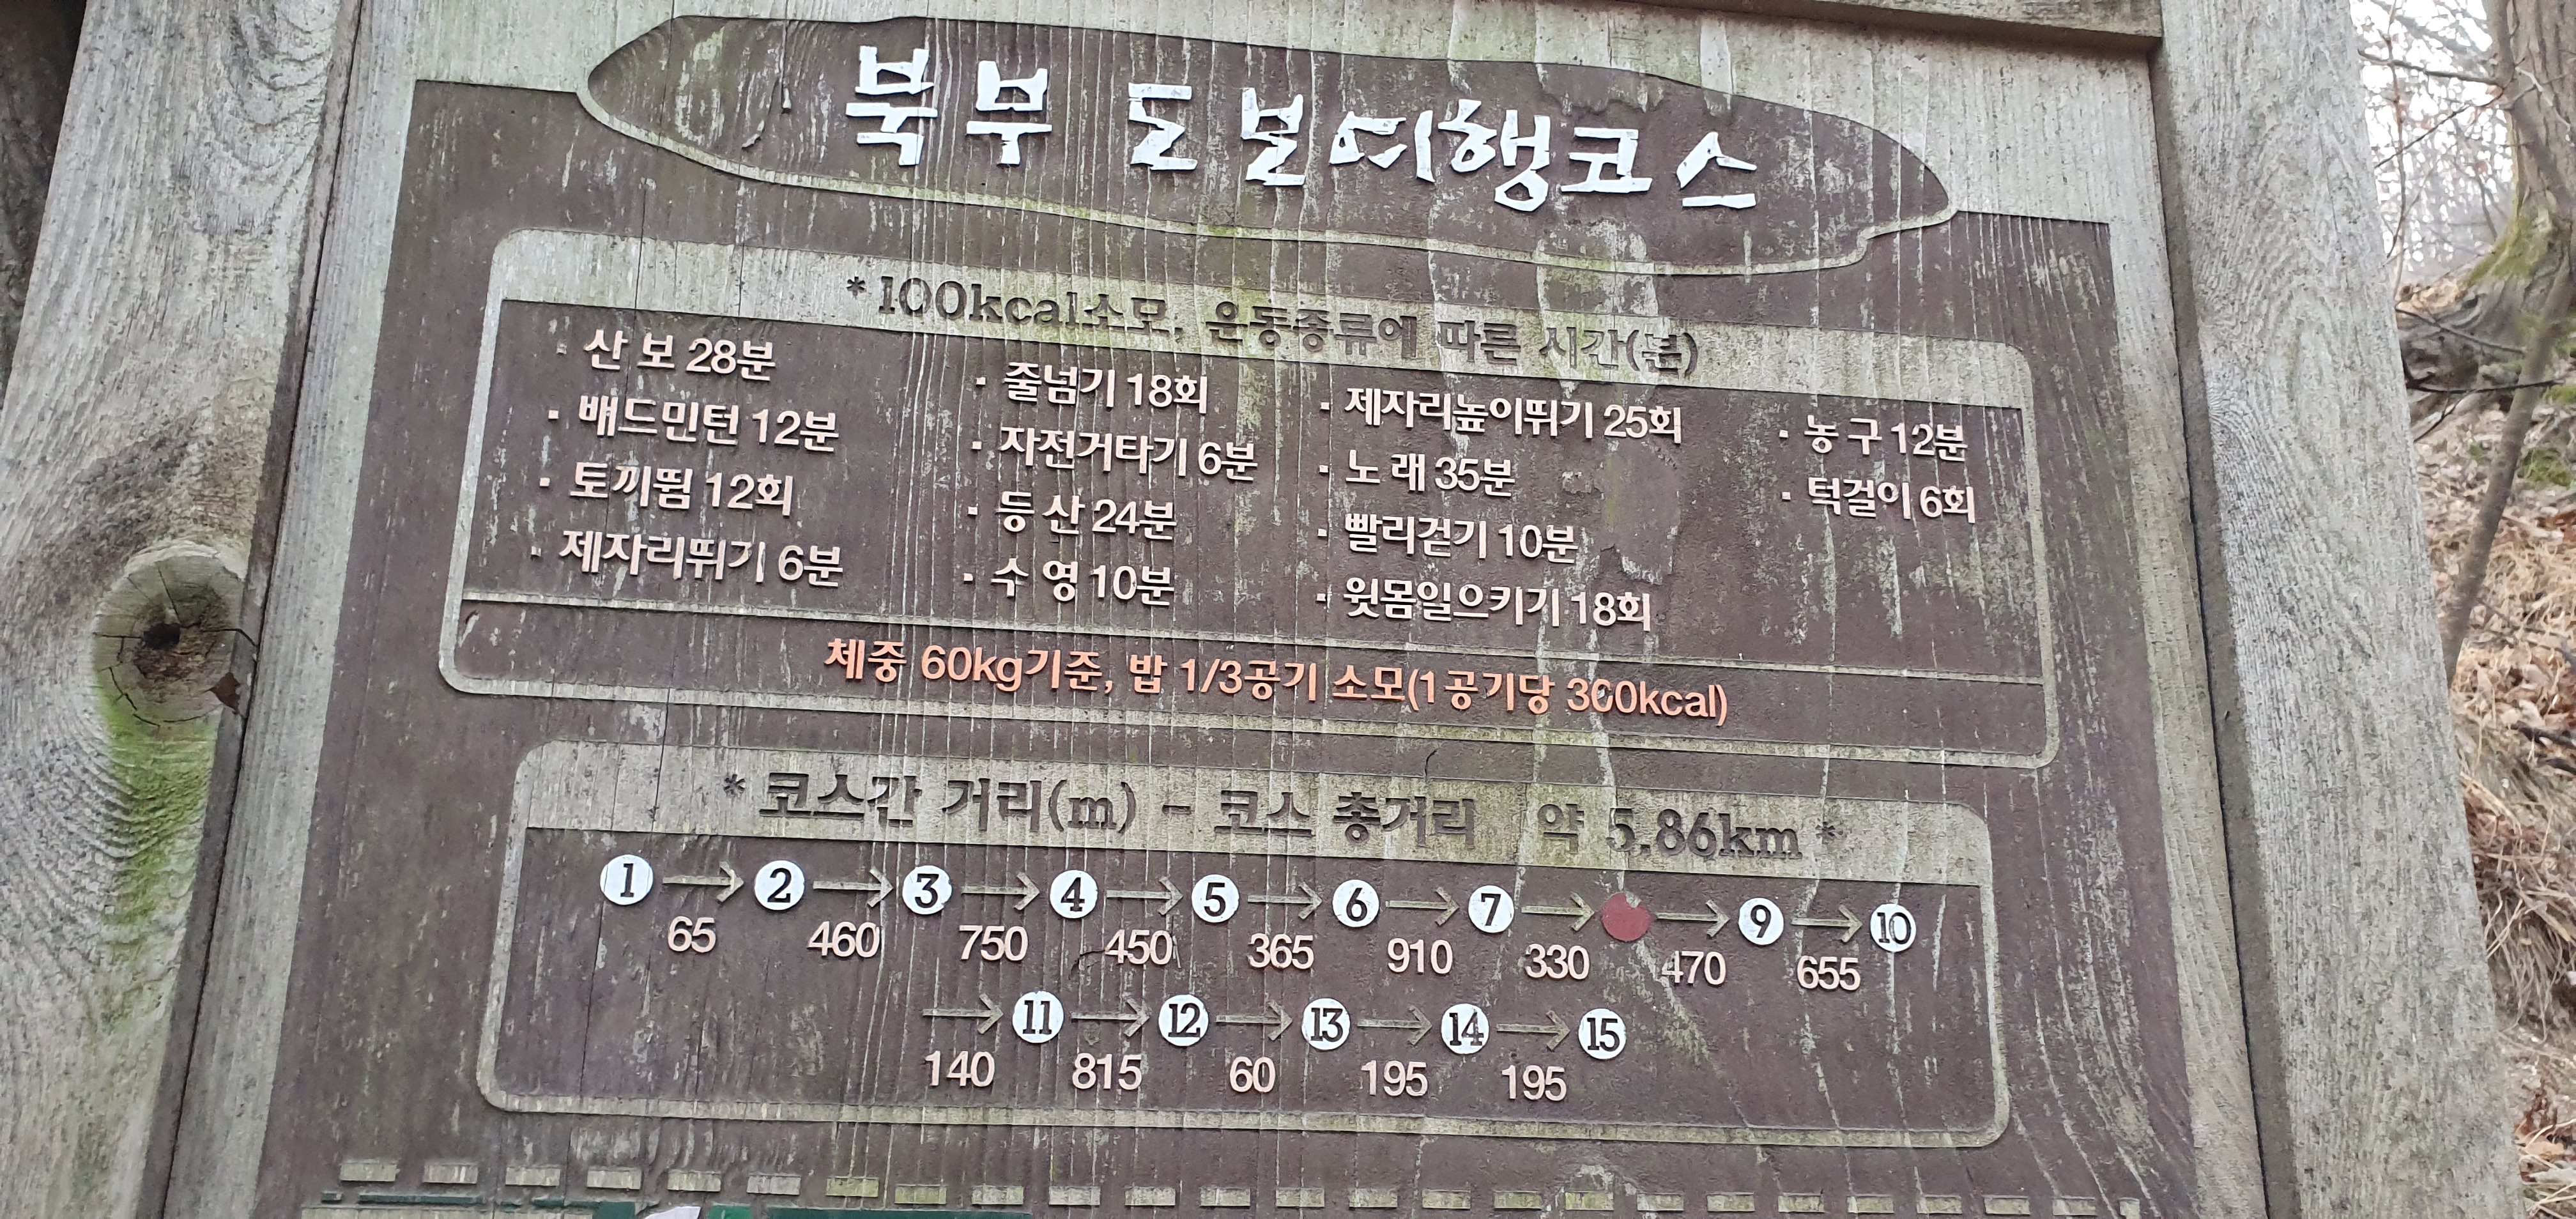 북부 도보여행코스
*100kcal소모, 운동종류에 따른 시간(분)
· 산 보 28분
· 배드민턴 12분
· 토끼뜀 12회
· 제자리뛰기 6분
· 줄넘기 18회
· 자전거타기 6분
· 등 산 24분
· 수 영 10분
· 제자리높이뛰기 25회
· 노 래 35분
· 빨리걷기 10분
· 윗몸일으키기 18회
· 농 구 12분
· 턱걸이 6회
체중 60kg기준, 밥 1/3공기 소모(1공기당 300kcal)
* 코스간 거리(m) - 코스 총거리 약 5.86km *
① → ② → ③ → ④ → ⑤ → ⑥ → ⑦ → → ⑨ → ⑩
65 460 750 450 365 910 330 470 655
→ ⑪ → ⑫ → ⑬ → ⑭ → ⑮
140 815 60 195 195